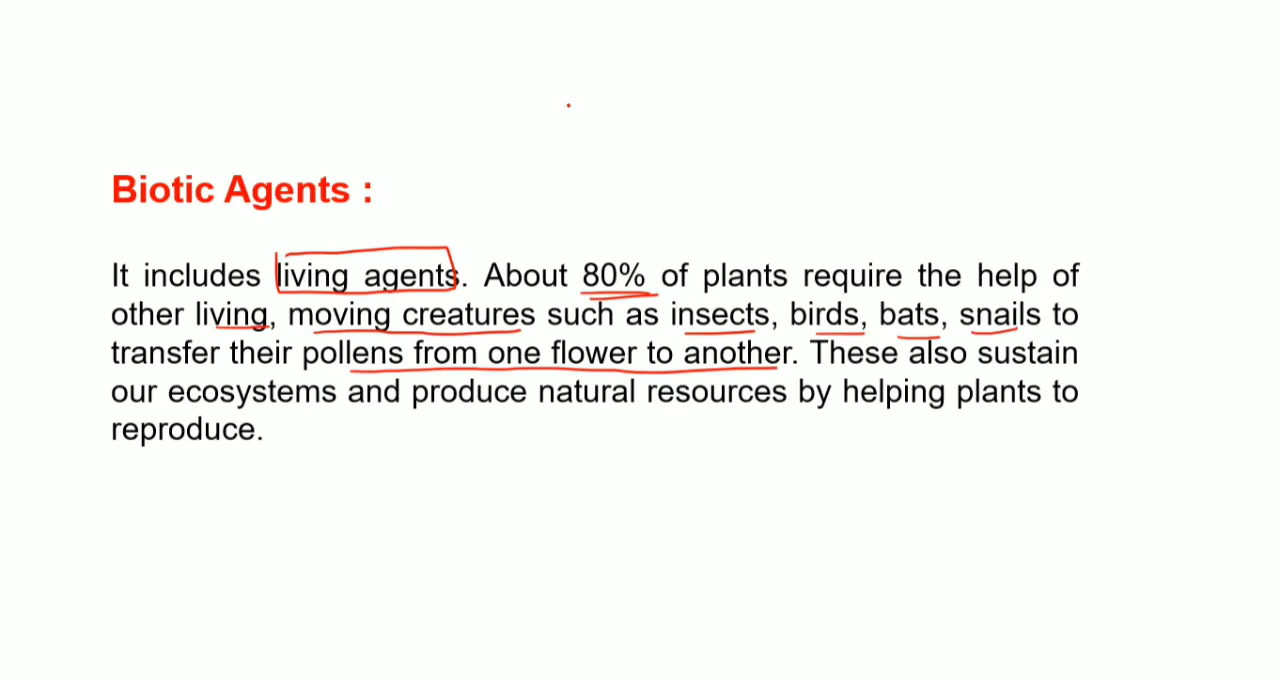 Biotic Agents :
It includes living agents. About 80% of plants require the help of
other living, moving creatures such as insects, birds, bats, snails to
transfer their pollens from one flower to another. These also sustain
our ecosystems and produce natural resources by helping plants to
reproduce.